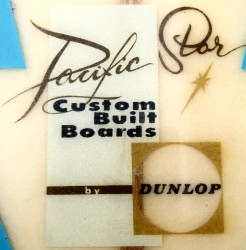 Pacific Star
Custom
Built
Boards
by DUNLOP